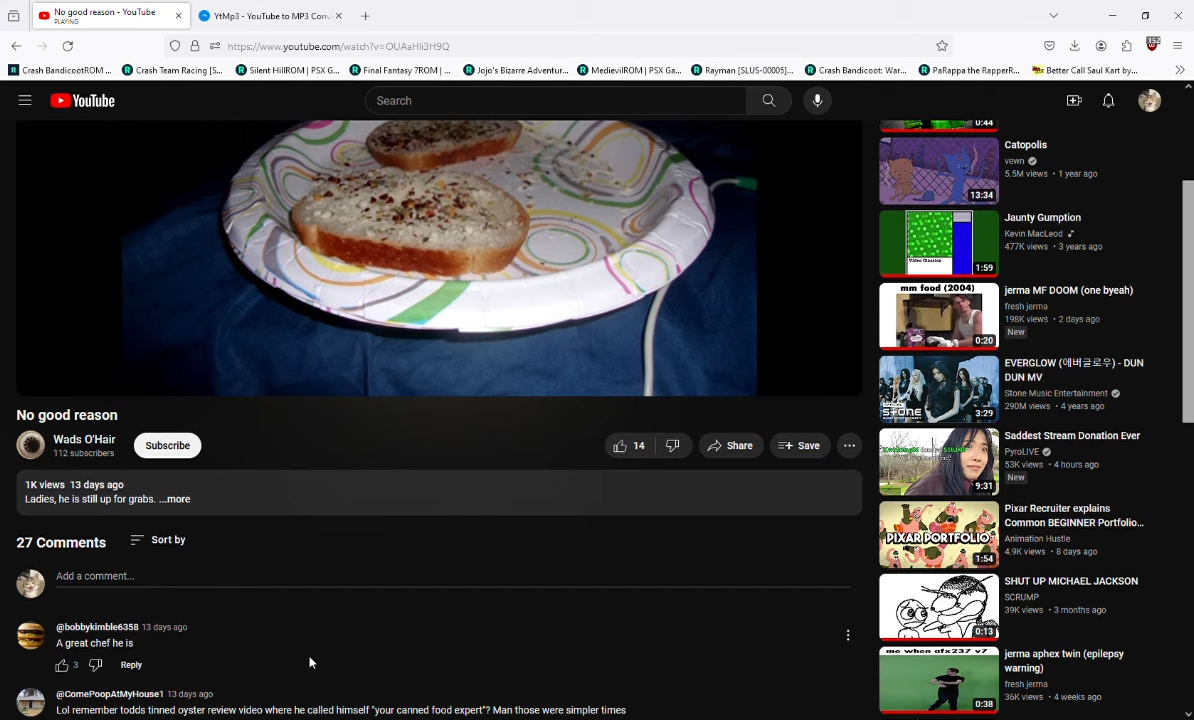 No good reason - YouTube
PLAYING
YtMp3 - YouTube to MP3 Conv
https://www.youtube.com/watch?v=OUAaHli3H9Q
152
Crash BandicootROM ...
Crash Team Racing [S...
Silent HillROM | PSX G...
Final Fantasy 7ROM | ...
Jojo's Bizarre Adventur...
MedievilROM | PSX Ga...
Rayman [SLUS-00005]...
Crash Bandicoot: War...
PaRappa the RapperR...
Better Call Saul Kart by...
YouTube
Search
No good reason
Wads O'Hair
112 subscribers
Subscribe
14
Share
Save
1K views 13 days ago
Ladies, he is still up for grabs. ...more
27 Comments
Sort by
Add a comment...
@bobbykimble6358 13 days ago
A great chef he is
3
Reply
@ComePoopAtMyHouse1 13 days ago
Lol remember todds tinned oyster review video where he called himself "your canned food expert"? Man those were simpler times
0:44
13:34
Catopolis
vewn
5.5M views • 1 year ago
Video Classica
1:59
Jaunty Gumption
Kevin MacLeod
477K views • 3 years ago
mm food (2004)
0:20
jerma MF DOOM (one byeah)
fresh jerma
198K views • 2 days ago
New
STONE
3:29
EVERGLOW (에버글로우) - DUN
DUN MV
Stone Music Entertainment
290M views • 4 years ago
9:31
Saddest Stream Donation Ever
PyroLIVE
53K views • 4 hours ago
New
PIXAR PORTFOLIO
1:54
Pixar Recruiter explains
Common BEGINNER Portfolio...
Animation Hustle
4.9K views • 8 days ago
0:13
SHUT UP MICHAEL JACKSON
SCRUMP
39K views • 3 months ago
me when afx237 v7
0:38
jerma aphex twin (epilepsy
warning)
fresh jerma
36K views • 4 weeks ago